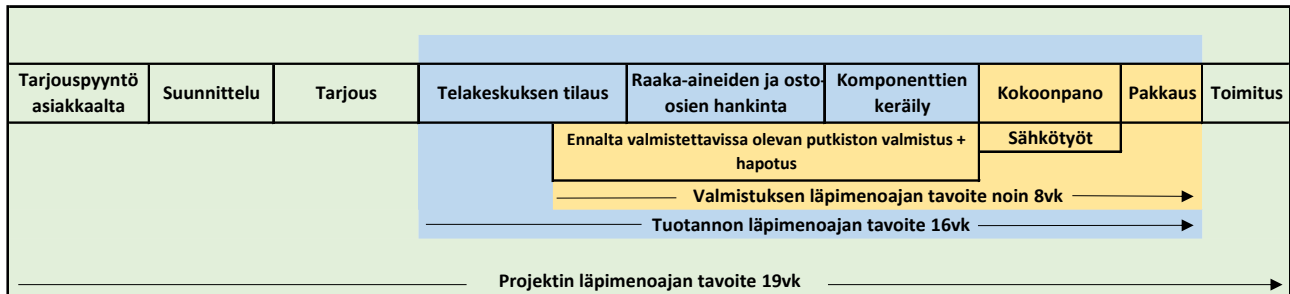 Tarjouspyyntö
asiakkaalta
Suunnittelu
Tarjous
Telakeskuksen tilaus
Raaka-aineiden ja osto-
osien hankinta
Komponenttien
keräily
Kokoonpano
Pakkaus
Toimitus
Ennalta valmistettavissa olevan putkiston valmistus +
hapotus
Sähkötyöt
Valmistuksen läpimenoajan tavoite noin 8vk
Tuotannon läpimenoajan tavoite 16vk
Projektin läpimenoajan tavoite 19vk